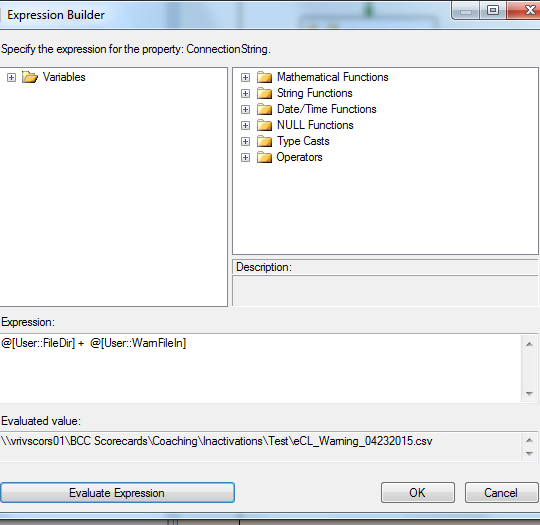 Expression Builder
Specify the expression for the property: ConnectionString.
Variables
Mathematical Functions
String Functions
Date/Time Functions
NULL Functions
Type Casts
Operators
Description:
Expression:
@[User::FileDir] + @[User::WarnFileIn]
Evaluated value:
\\vrivscors01\BCC Scorecards\Coaching\Inactivations\Test\eCL_Warning_04232015.csv
Evaluate Expression
OK
Cancel